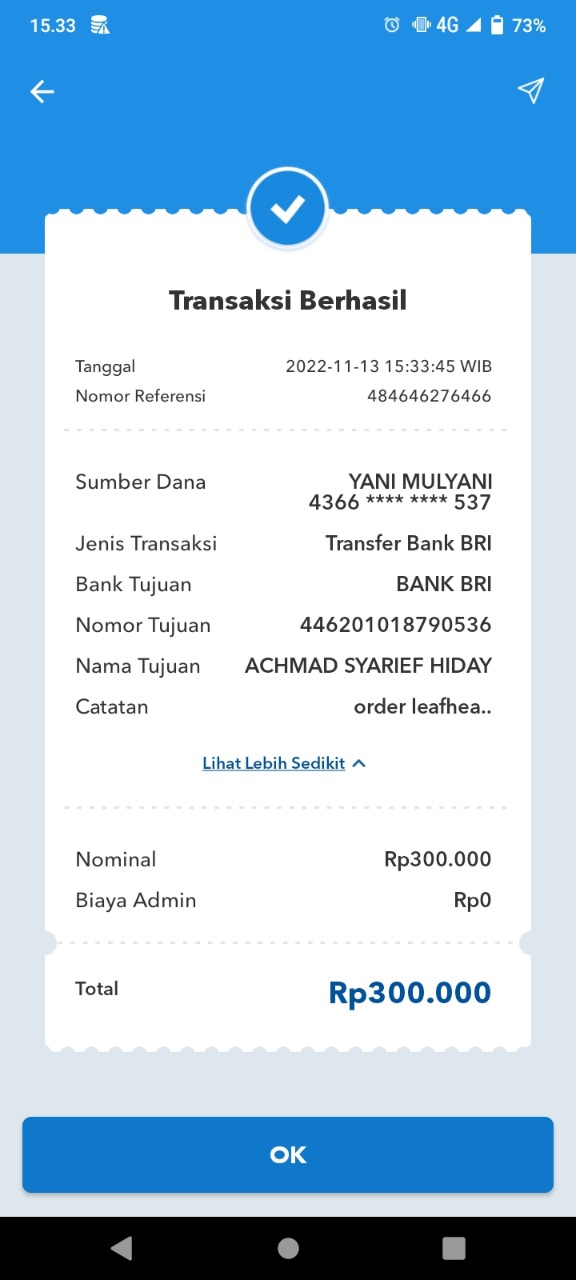 15.33 4G 73%
Transaksi Berhasil
Tanggal 2022-11-13 15:33:45 WIB
Nomor Referensi 484646276466
Sumber Dana YANI MULYANI
4366 **** **** 537
Jenis Transaksi Transfer Bank BRI
Bank Tujuan BANK BRI
Nomor Tujuan 446201018790536
Nama Tujuan ACHMAD SYARIEF HIDAY
Catatan order leafhea..
Lihat Lebih Sedikit
Nominal Rp300.000
Biaya Admin Rp0
Total Rp300.000
OK